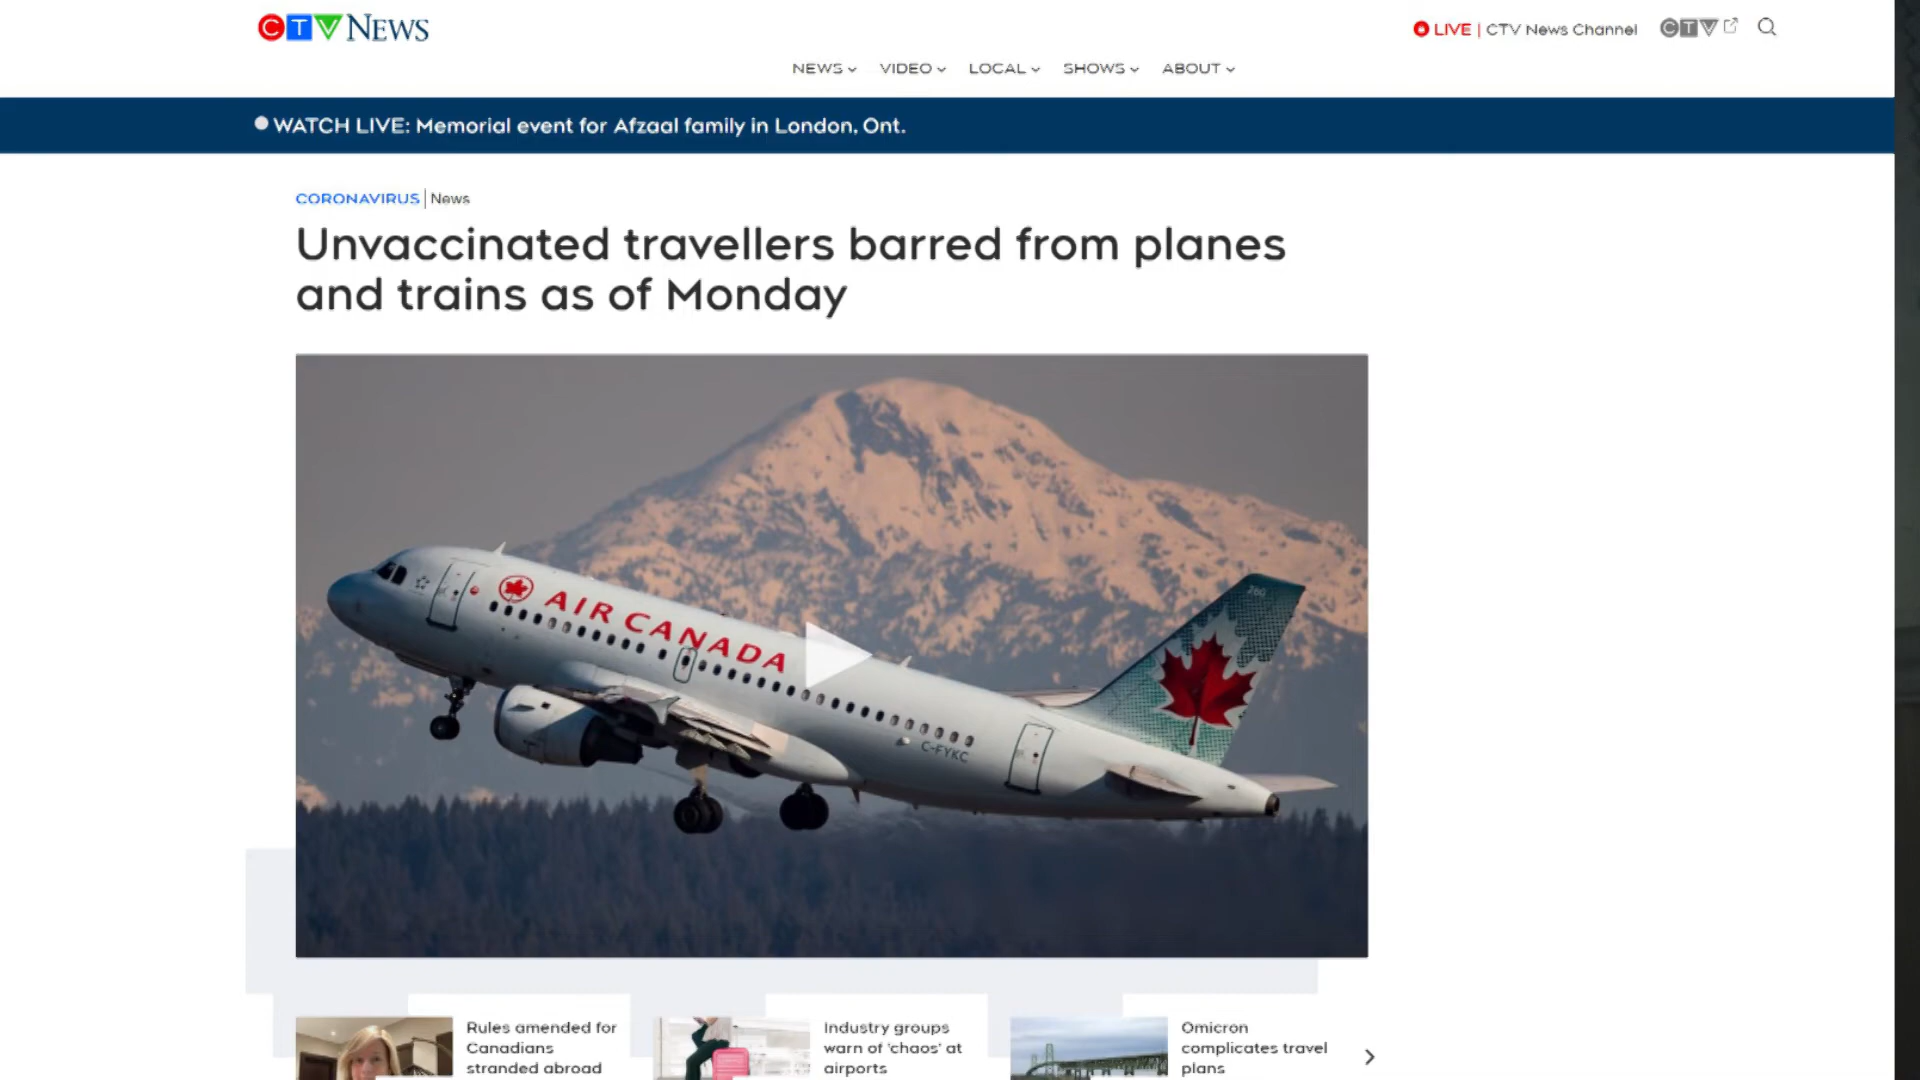 CTV NEWS
LIVE | CTV News Channel
CTV
NEWS
VIDEO
LOCAL
SHOWS
ABOUT
WATCH LIVE: Memorial event for Afzaal family in London, Ont.
CORONAVIRUS | News
Unvaccinated travellers barred from planes
and trains as of Monday
260
AIR CANADA
C-FYKC
Rules amended for
Canadians
stranded abroad
Industry groups
warn of 'chaos' at
airports
Omicron
complicates travel
plans